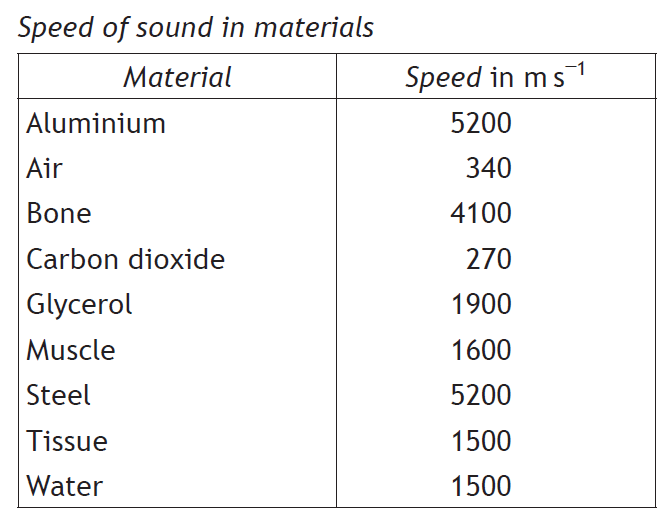 Speed of sound in materials
Material Speed in m s⁻¹
Aluminium 5200
Air 340
Bone 4100
Carbon dioxide 270
Glycerol 1900
Muscle 1600
Steel 5200
Tissue 1500
Water 1500